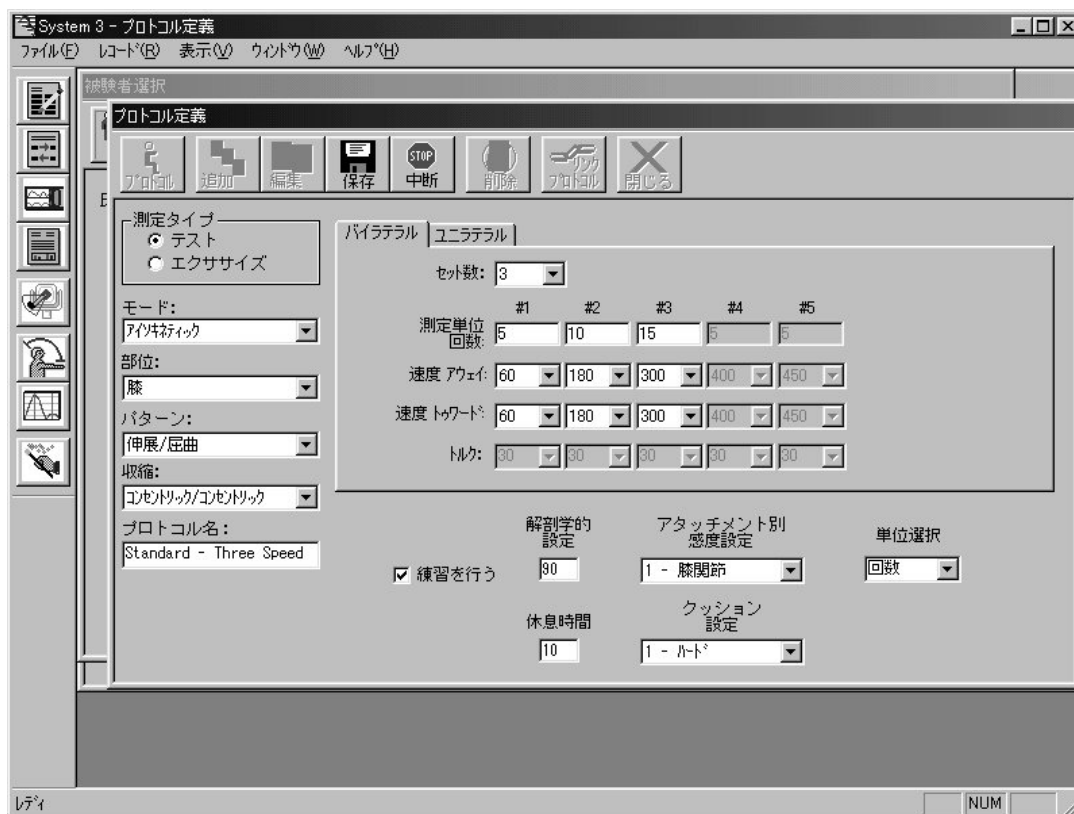 System 3 - プロトコル定義
ファイル(F) レコード(R) 表示(V) ウィンドウ(W) ヘルプ(H)
被験者選択
プロトコル定義
プロトコル 追加 編集 保存 STOP 中断 削除 リンク プロトコル 閉じる
測定タイプ
テスト
エクササイズ
モード:
アイソキネティック
部位:
膝
パターン:
伸展/屈曲
収縮:
コンセントリック/コンセントリック
プロトコル名:
Standard - Three Speed
バイラテラル ユニラテラル
セット数: 3
#1 #2 #3 #4 #5
測定単位
回数: 5 10 15 5 5
速度 アウェイ: 60 180 300 400 450
速度 トゥワード: 60 180 300 400 450
トルク: 30 30 30 30 30
練習を行う
解剖学的
設定
90
アタッチメント別
感度設定
1 - 膝関節
単位選択
回数
休息時間
10
クッション
設定
1 - ハード
レディ
NUM